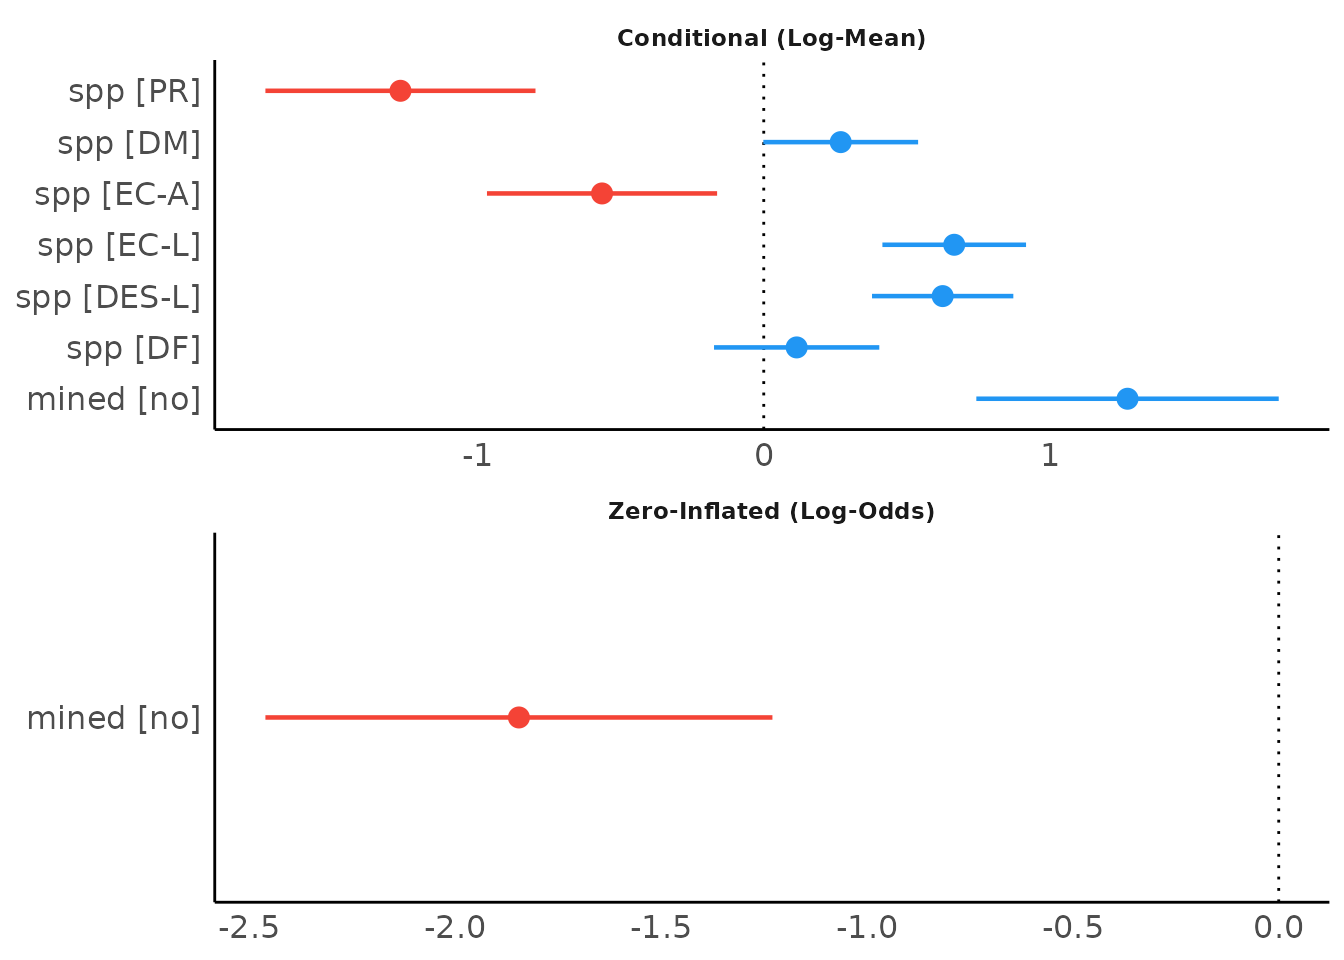 Conditional (Log-Mean)
spp [PR]
spp [DM]
spp [EC-A]
spp [EC-L]
spp [DES-L]
spp [DF]
mined [no]
-1 0 1
Zero-Inflated (Log-Odds)
mined [no]
-2.5 -2.0 -1.5 -1.0 -0.5 0.0